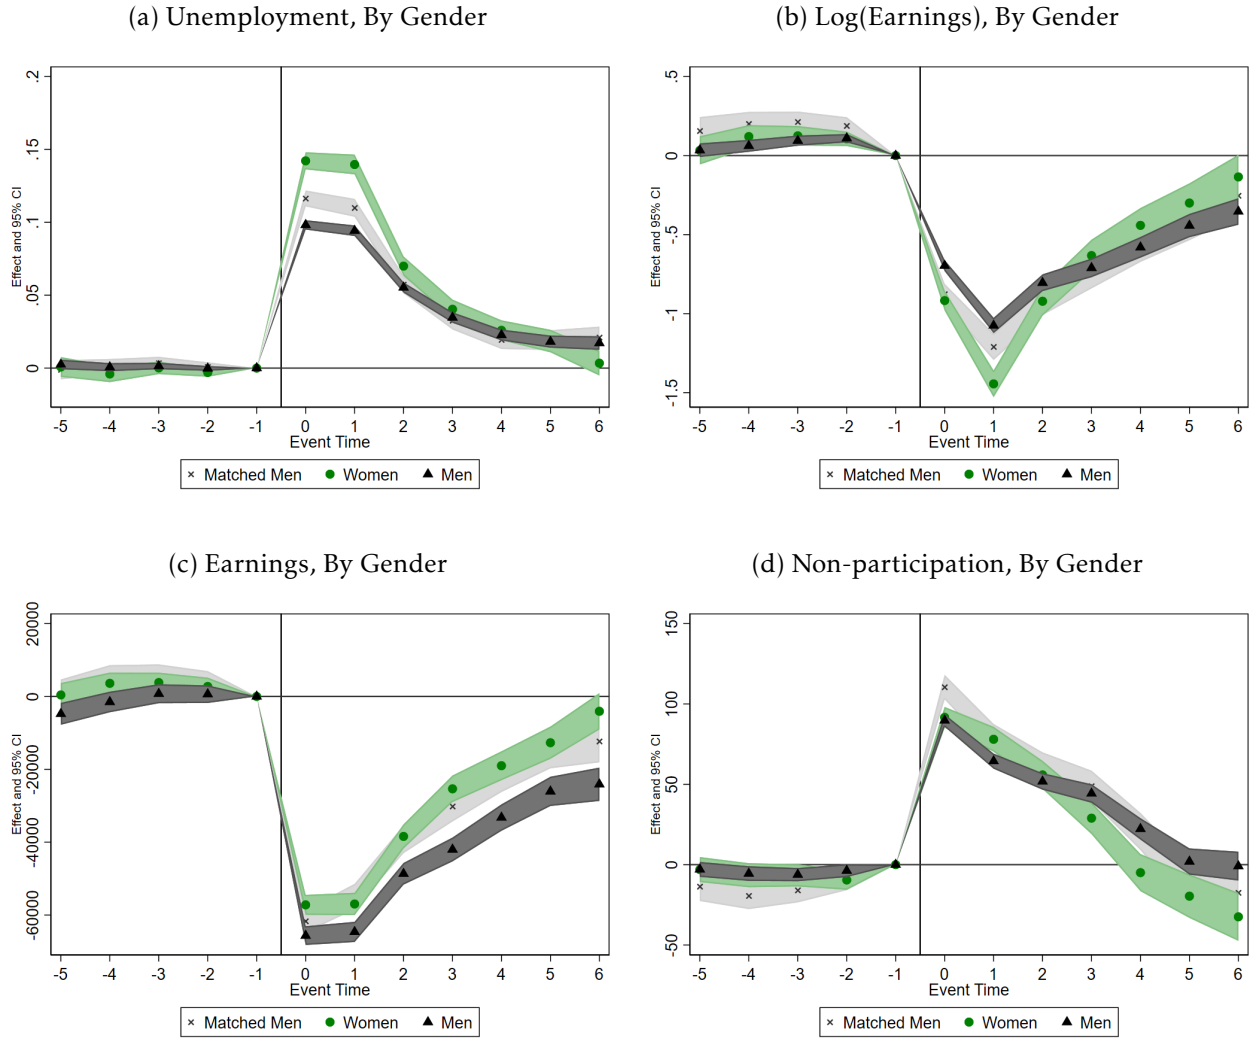 (a) Unemployment, By Gender
Effect and 95% CI
.2
.15
.1
.05
0
-5 -4 -3 -2 -1 0 1 2 3 4 5 6
Event Time
× Matched Men ● Women ▲ Men
(b) Log(Earnings), By Gender
Effect and 95% CI
.5
0
-.5
-1
-1.5
-5 -4 -3 -2 -1 0 1 2 3 4 5 6
Event Time
× Matched Men ● Women ▲ Men
(c) Earnings, By Gender
Effect and 95% CI
20000
0
-20000
-40000
-60000
-5 -4 -3 -2 -1 0 1 2 3 4 5 6
Event Time
× Matched Men ● Women ▲ Men
(d) Non-participation, By Gender
Effect and 95% CI
150
100
50
0
-50
-5 -4 -3 -2 -1 0 1 2 3 4 5 6
Event Time
× Matched Men ● Women ▲ Men